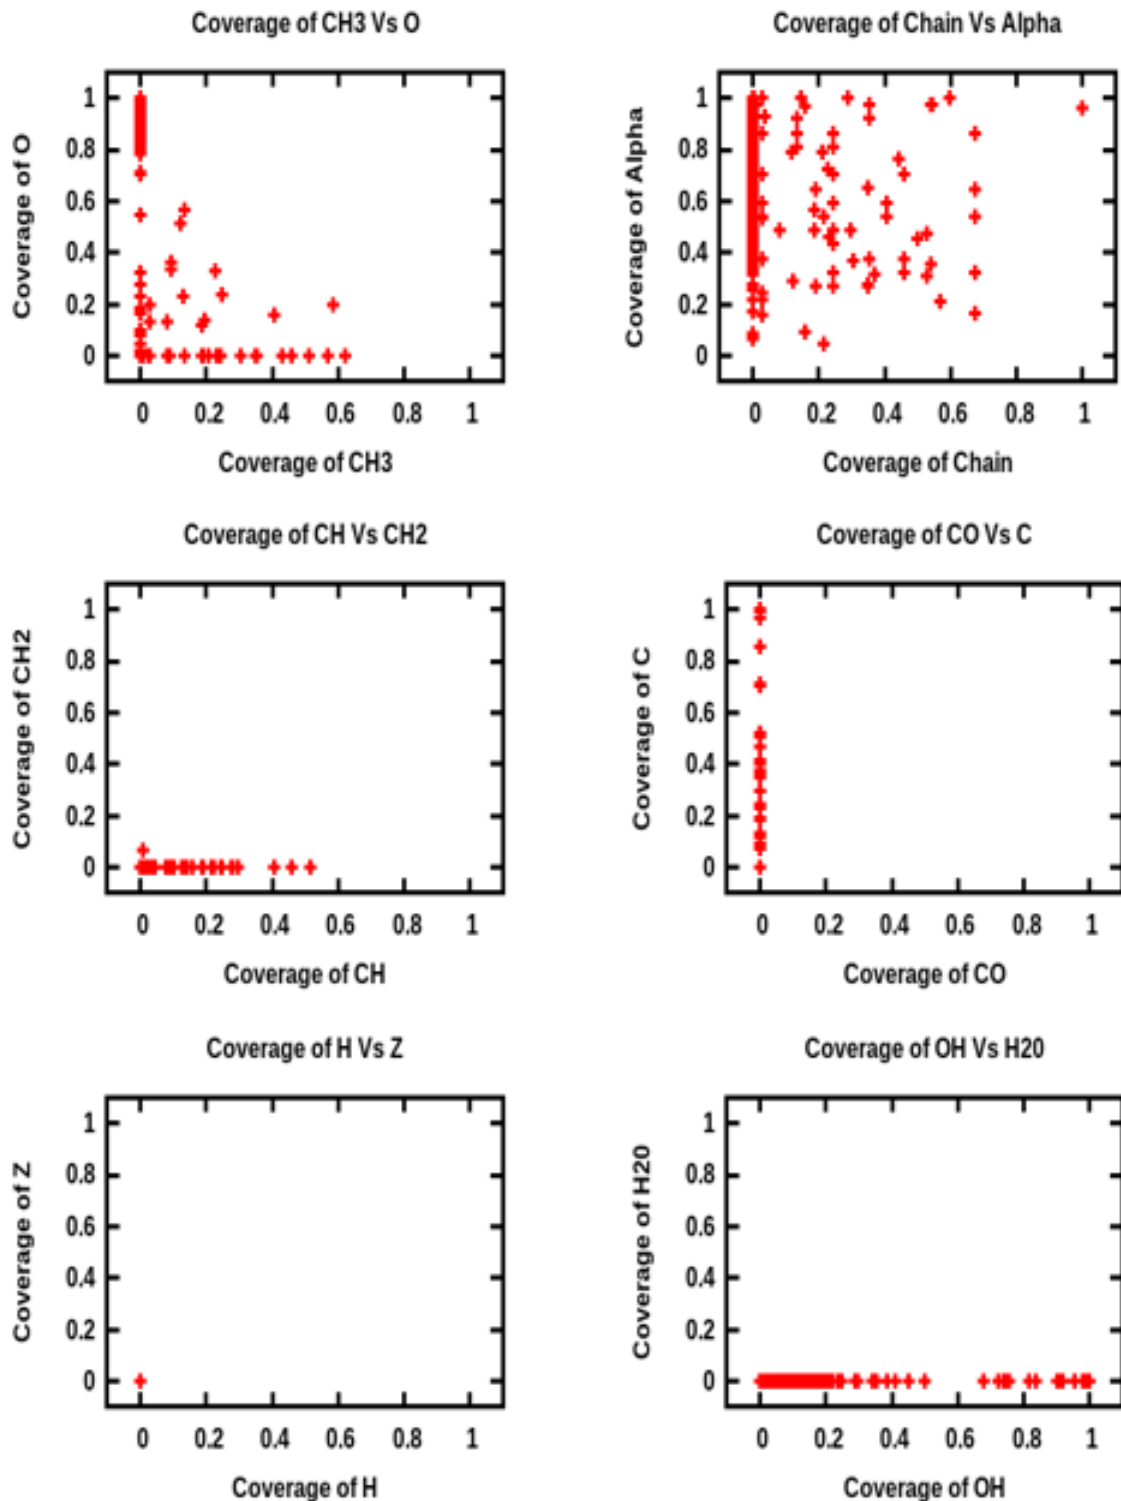 Coverage of CH3 Vs O
Coverage of O
1
0.8
0.6
0.4
0.2
0
0 0.2 0.4 0.6 0.8 1
Coverage of CH3
Coverage of Chain Vs Alpha
Coverage of Alpha
1
0.8
0.6
0.4
0.2
0
0 0.2 0.4 0.6 0.8 1
Coverage of Chain
Coverage of CH Vs CH2
Coverage of CH2
1
0.8
0.6
0.4
0.2
0
0 0.2 0.4 0.6 0.8 1
Coverage of CH
Coverage of CO Vs C
Coverage of C
1
0.8
0.6
0.4
0.2
0
0 0.2 0.4 0.6 0.8 1
Coverage of CO
Coverage of H Vs Z
Coverage of Z
1
0.8
0.6
0.4
0.2
0
0 0.2 0.4 0.6 0.8 1
Coverage of H
Coverage of OH Vs H20
Coverage of H20
1
0.8
0.6
0.4
0.2
0
0 0.2 0.4 0.6 0.8 1
Coverage of OH